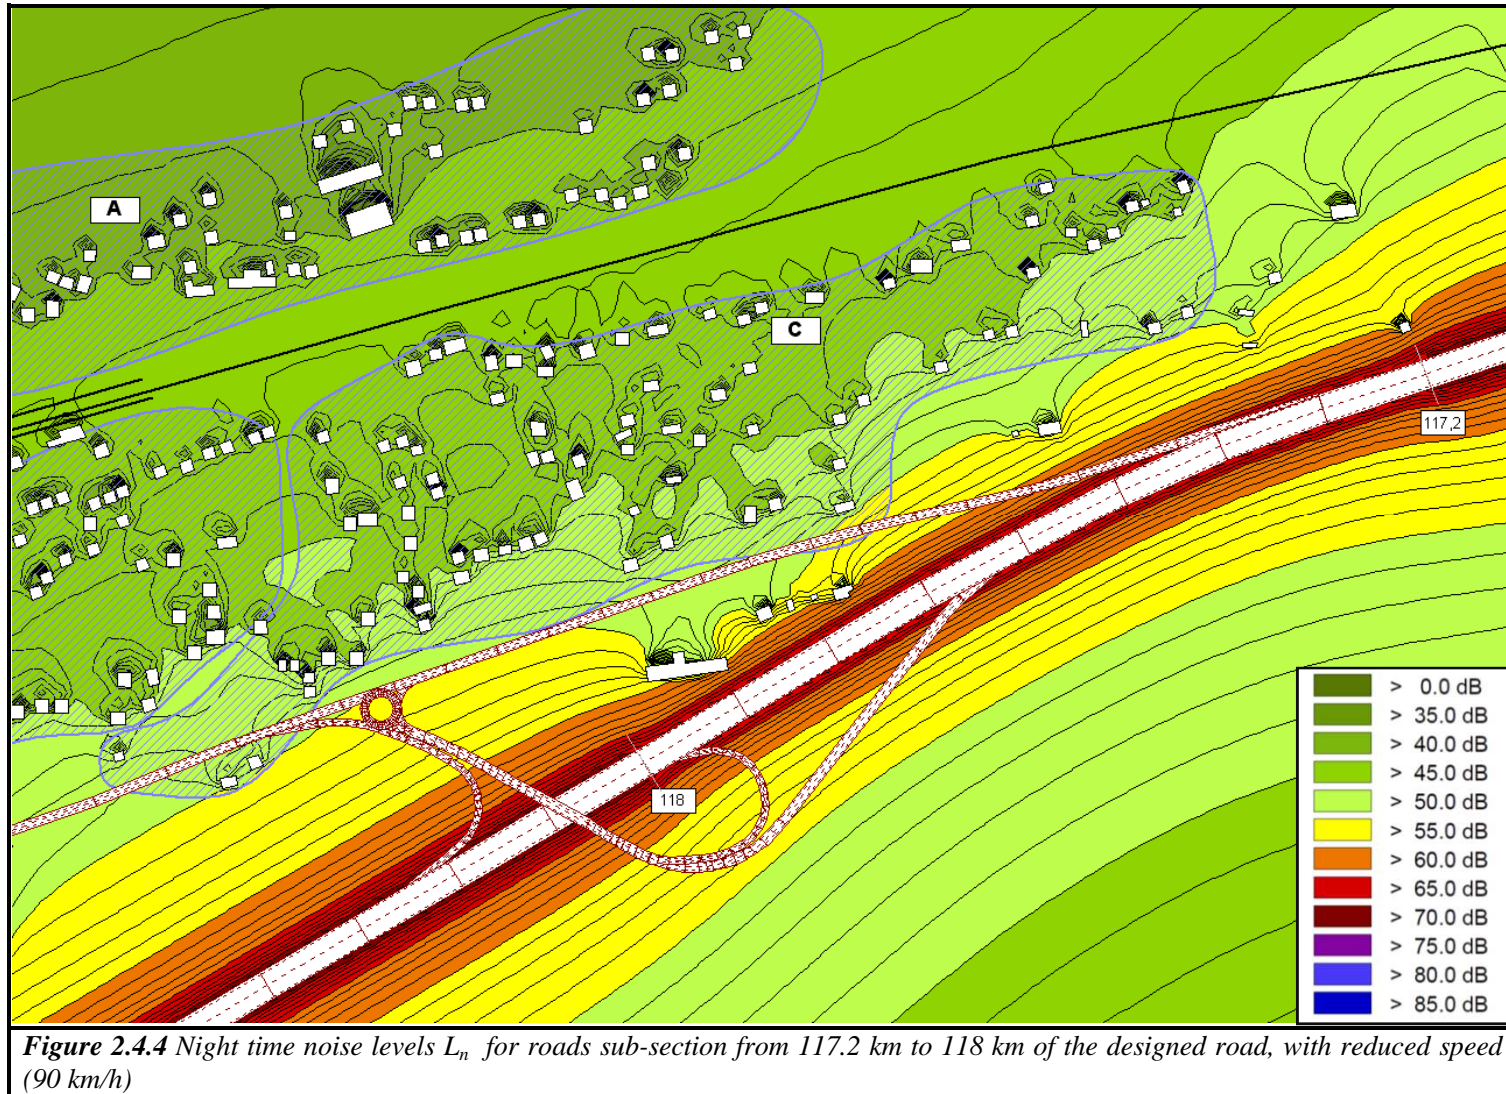 A
C
117,2
118
> 0.0 dB
> 35.0 dB
> 40.0 dB
> 45.0 dB
> 50.0 dB
> 55.0 dB
> 60.0 dB
> 65.0 dB
> 70.0 dB
> 75.0 dB
> 80.0 dB
> 85.0 dB
Figure 2.4.4 Night time noise levels Ln for roads sub-section from 117.2 km to 118 km of the designed road, with reduced speed
(90 km/h)